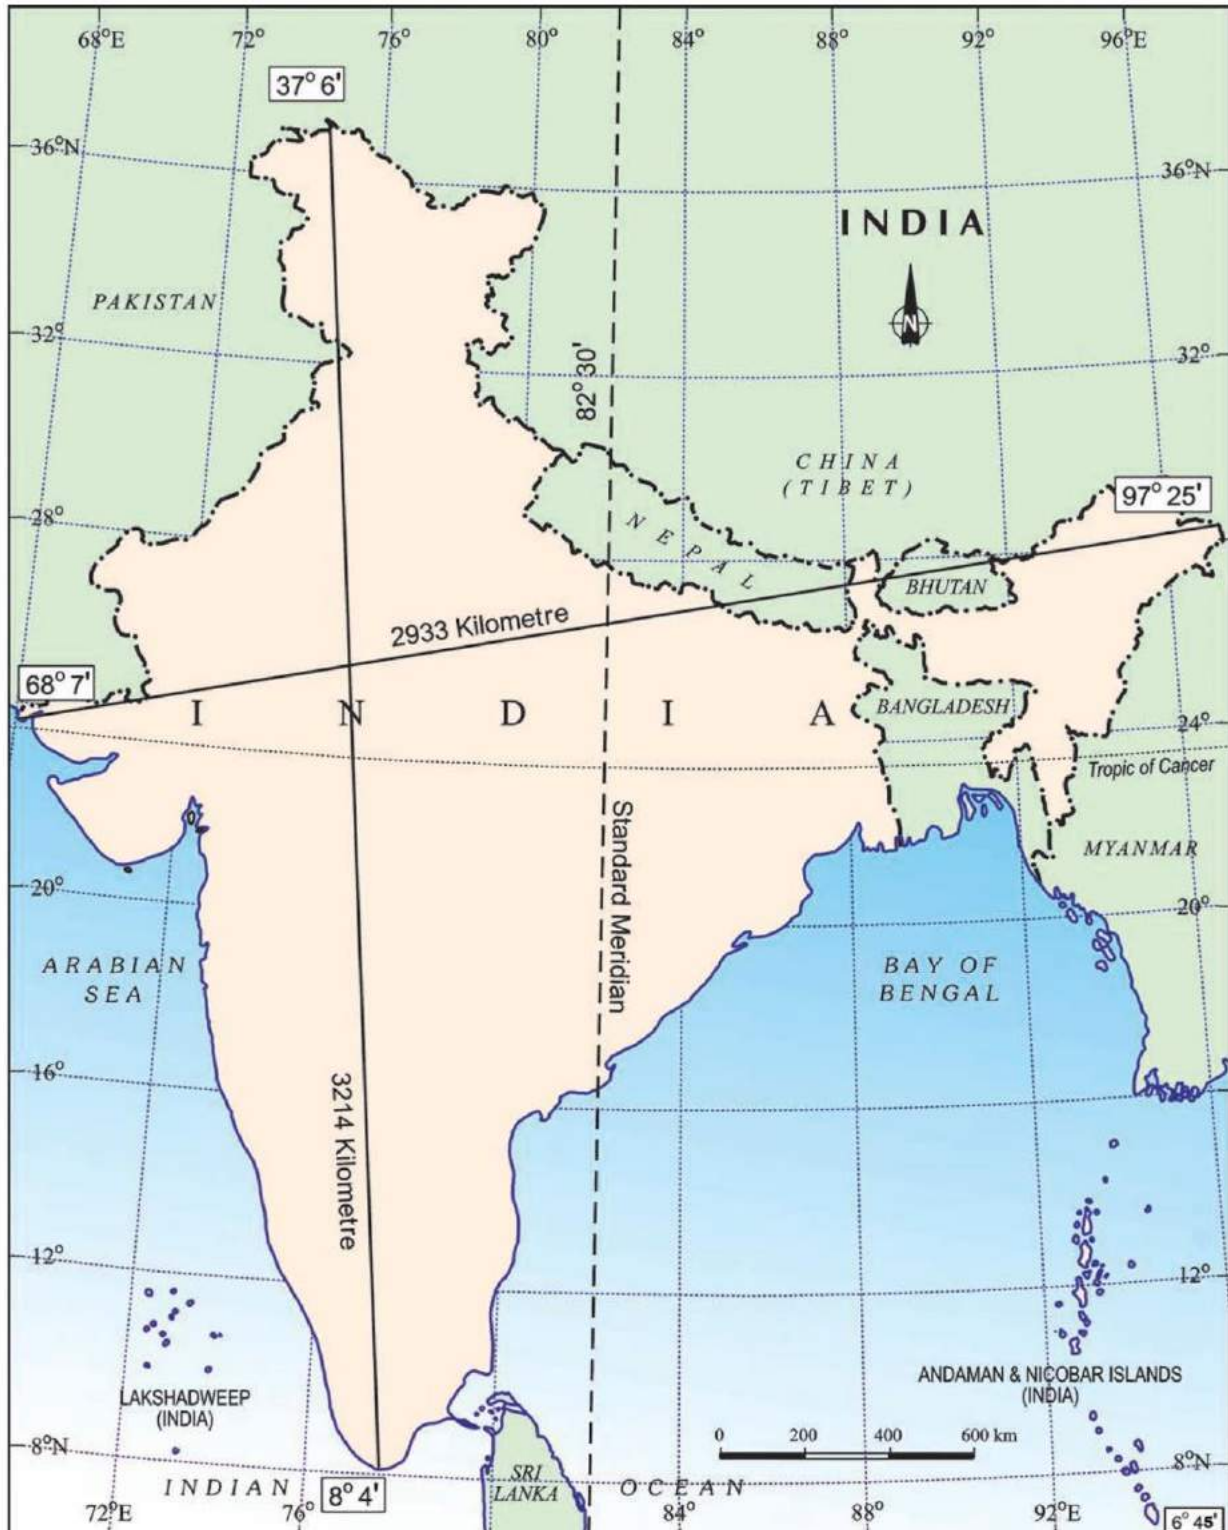 68°E 72° 76° 80° 84° 88° 92° 96°E
37° 6'
36°N
36°N
INDIA
N
PAKISTAN
32°
32°
82° 30'
CHINA
(TIBET)
97° 25'
28°
NEPAL
BHUTAN
2933 Kilometre
68° 7'
INDIA
BANGLADESH
24°
Tropic of Cancer
Standard Meridian
MYANMAR
20°
20°
ARABIAN
SEA
BAY OF
BENGAL
16°
3214 Kilometre
12°
12°
LAKSHADWEEP
(INDIA)
ANDAMAN & NICOBAR ISLANDS
(INDIA)
0 200 400 600 km
8°N
8°N
INDIAN
8° 4'
SRI
LANKA
OCEAN
72°E 76° 80° 84° 88° 92°E
6° 45'